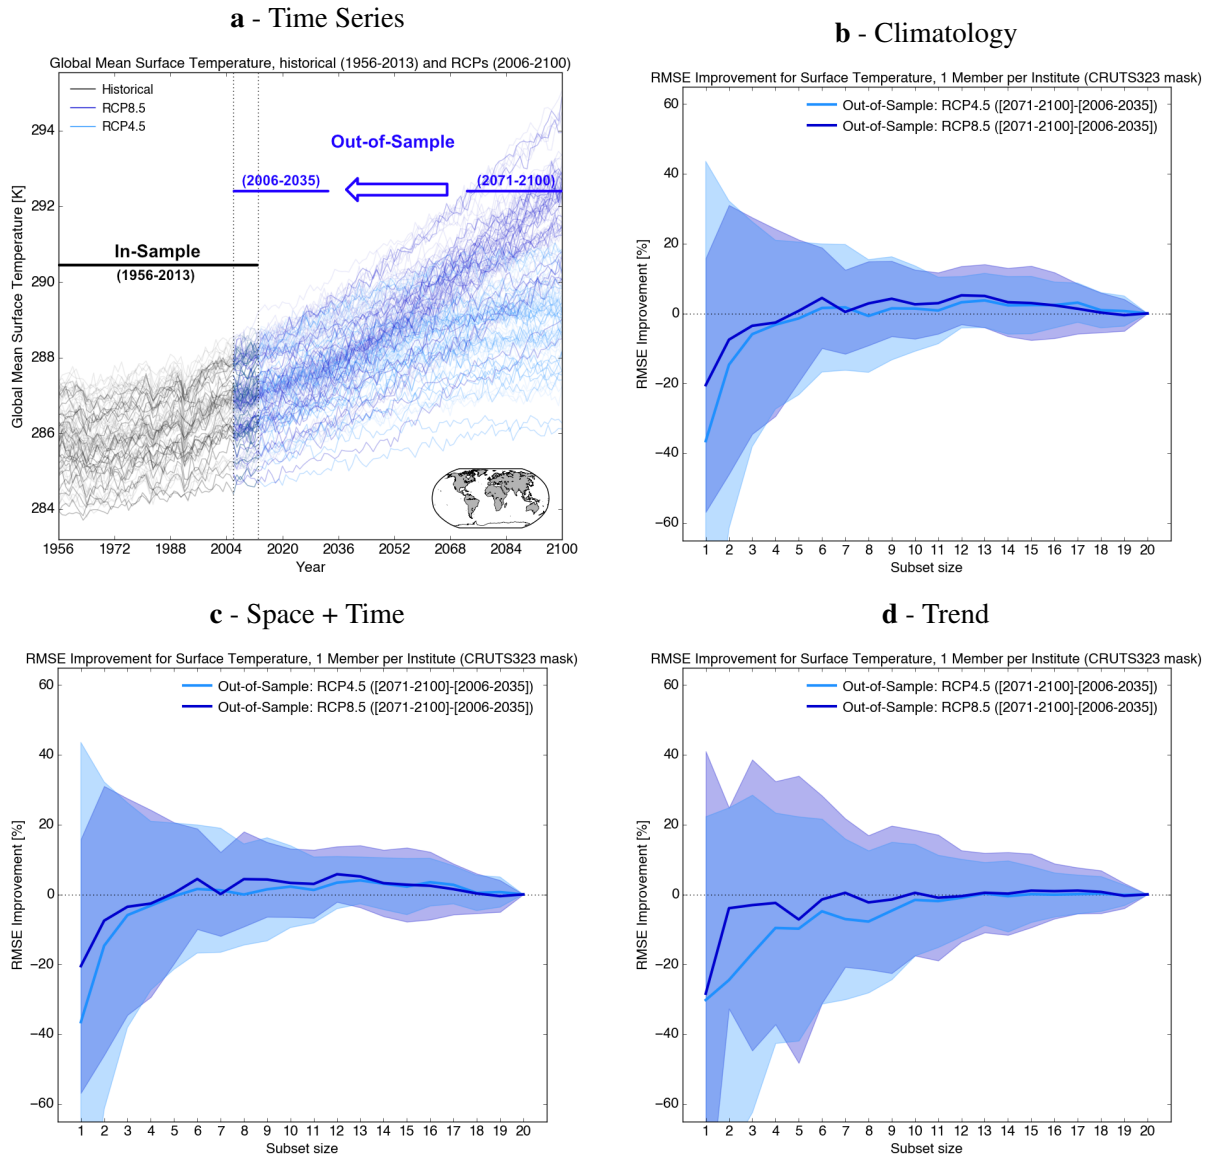 a - Time Series
Global Mean Surface Temperature, historical (1956-2013) and RCPs (2006-2100)
Historical
RCP8.5
RCP4.5
Out-of-Sample
(2006-2035)
(2071-2100)
In-Sample
(1956-2013)
Global Mean Surface Temperature [K]
294
292
290
288
286
284
1956 1972 1988 2004 2020 2036 2052 2068 2084 2100
Year
b - Climatology
RMSE Improvement for Surface Temperature, 1 Member per Institute (CRUTS323 mask)
Out-of-Sample: RCP4.5 ([2071-2100]-[2006-2035])
Out-of-Sample: RCP8.5 ([2071-2100]-[2006-2035])
RMSE Improvement [%]
60
40
20
0
−20
−40
−60
1 2 3 4 5 6 7 8 9 10 11 12 13 14 15 16 17 18 19 20
Subset size
c - Space + Time
RMSE Improvement for Surface Temperature, 1 Member per Institute (CRUTS323 mask)
Out-of-Sample: RCP4.5 ([2071-2100]-[2006-2035])
Out-of-Sample: RCP8.5 ([2071-2100]-[2006-2035])
RMSE Improvement [%]
60
40
20
0
−20
−40
−60
1 2 3 4 5 6 7 8 9 10 11 12 13 14 15 16 17 18 19 20
Subset size
d - Trend
RMSE Improvement for Surface Temperature, 1 Member per Institute (CRUTS323 mask)
Out-of-Sample: RCP4.5 ([2071-2100]-[2006-2035])
Out-of-Sample: RCP8.5 ([2071-2100]-[2006-2035])
RMSE Improvement [%]
60
40
20
0
−20
−40
−60
1 2 3 4 5 6 7 8 9 10 11 12 13 14 15 16 17 18 19 20
Subset size